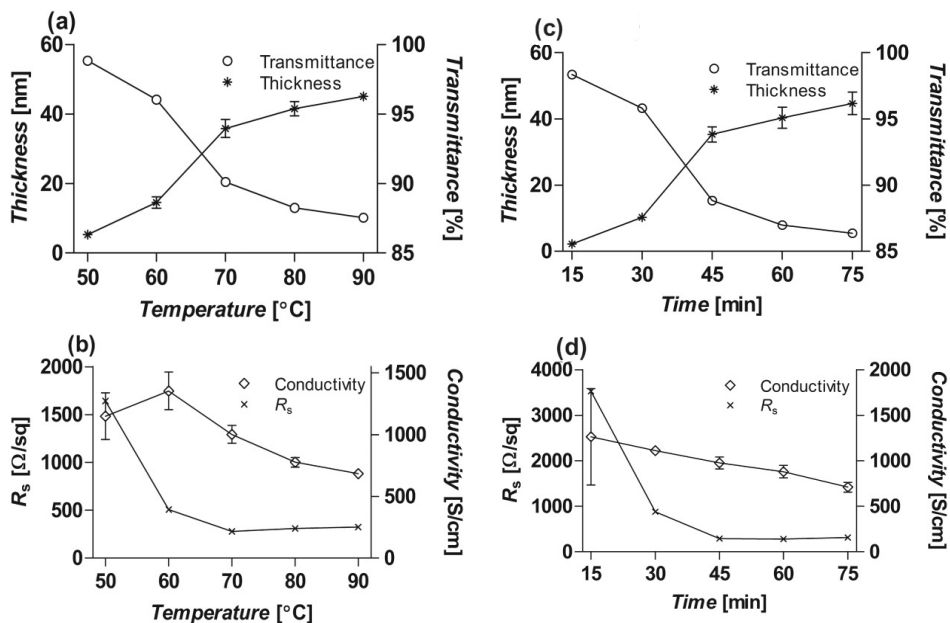 (a)
60
40
20
0
Thickness [nm]
100
95
90
85
Transmittance [%]
Transmittance
Thickness
50 60 70 80 90
Temperature [°C]
(c)
60
40
20
0
Thickness [nm]
100
95
90
85
Transmittance [%]
Transmittance
Thickness
15 30 45 60 75
Time [min]
(b)
2000
1500
1000
500
0
Rs [Ω/sq]
1500
1000
500
0
Conductivity [S/cm]
Conductivity
Rs
50 60 70 80 90
Temperature [°C]
(d)
4000
3000
2000
1000
0
Rs [Ω/sq]
2000
1500
1000
500
0
Conductivity [S/cm]
Conductivity
Rs
15 30 45 60 75
Time [min]